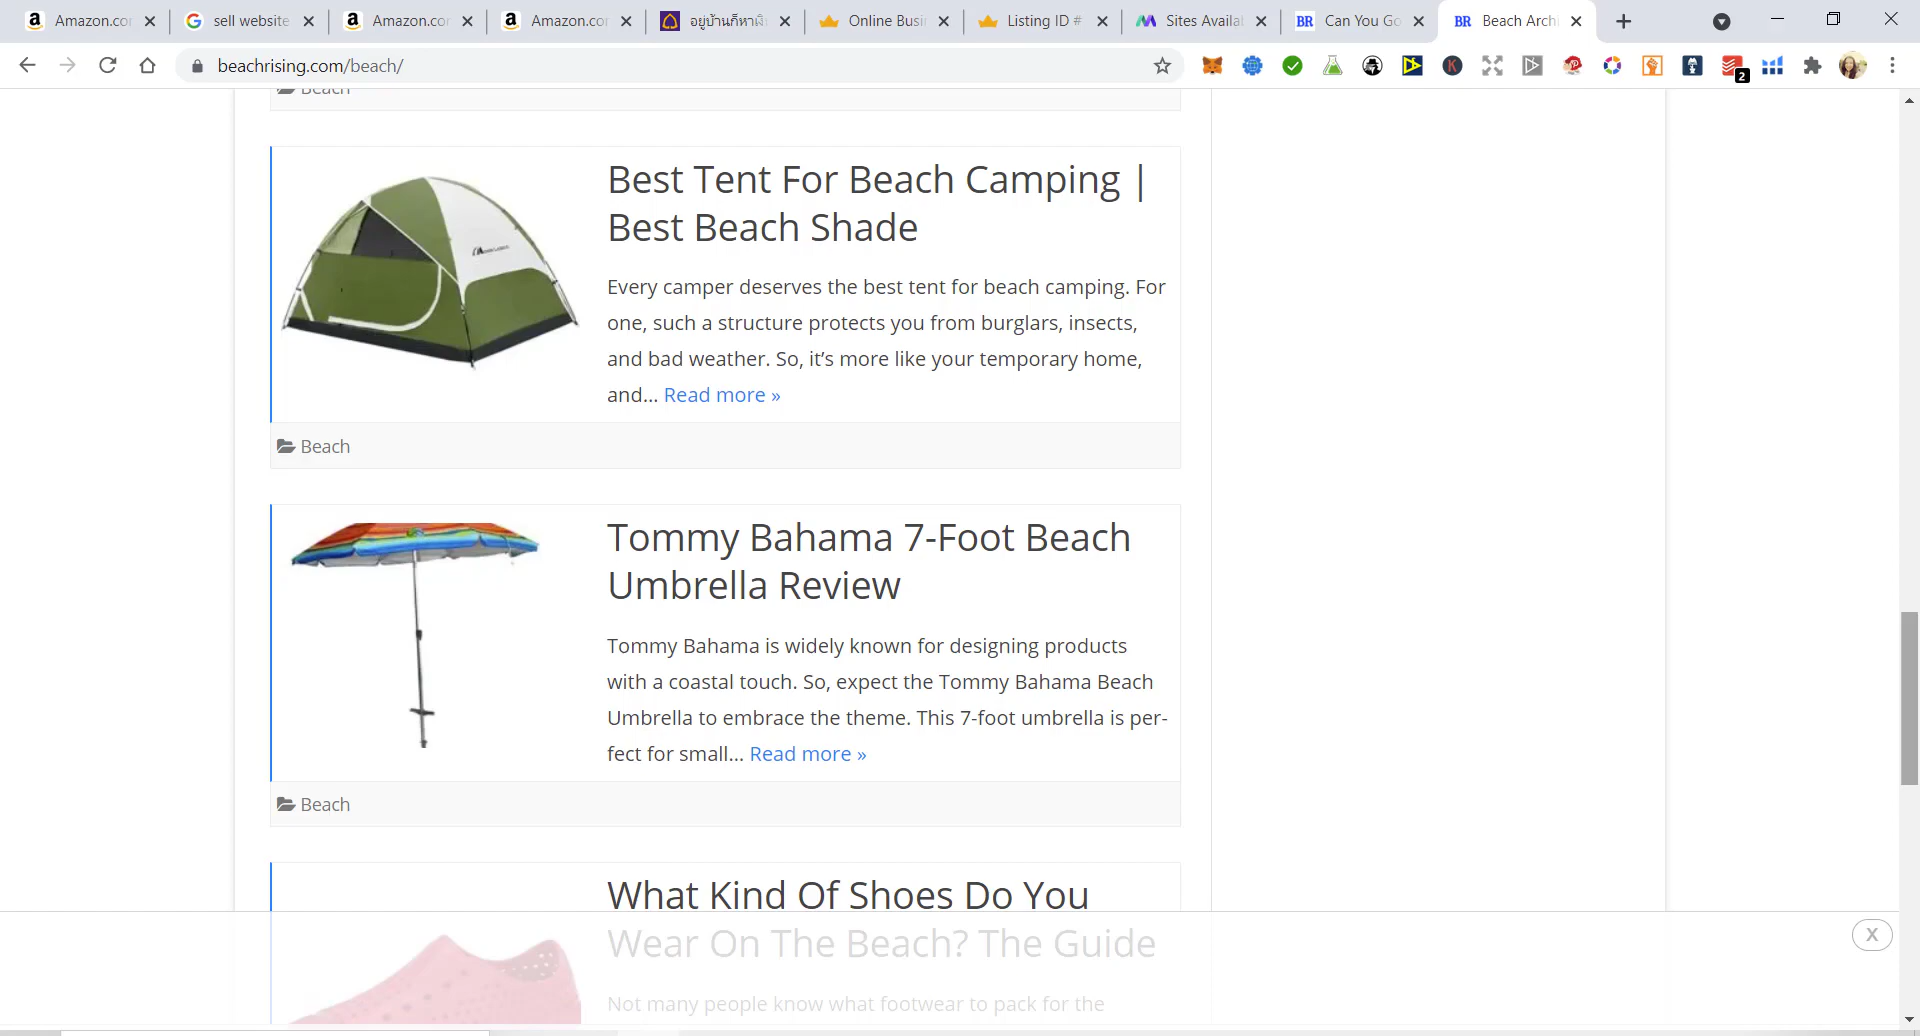 Amazon.co
sell website
Amazon.co
Amazon.co
อยู่บ้านก็หาเงิ
Online Busi
Listing ID #
Sites Availa
BR Can You Go
BR Beach Archi
beachrising.com/beach/
2
Beach
Best Tent For Beach Camping |
Best Beach Shade
Every camper deserves the best tent for beach camping. For
one, such a structure protects you from burglars, insects,
and bad weather. So, it’s more like your temporary home,
and... Read more »
Beach
Tommy Bahama 7-Foot Beach
Umbrella Review
Tommy Bahama is widely known for designing products
with a coastal touch. So, expect the Tommy Bahama Beach
Umbrella to embrace the theme. This 7-foot umbrella is per-
fect for small... Read more »
Beach
What Kind Of Shoes Do You
Wear On The Beach? The Guide
Not many people know what footwear to pack for the
X